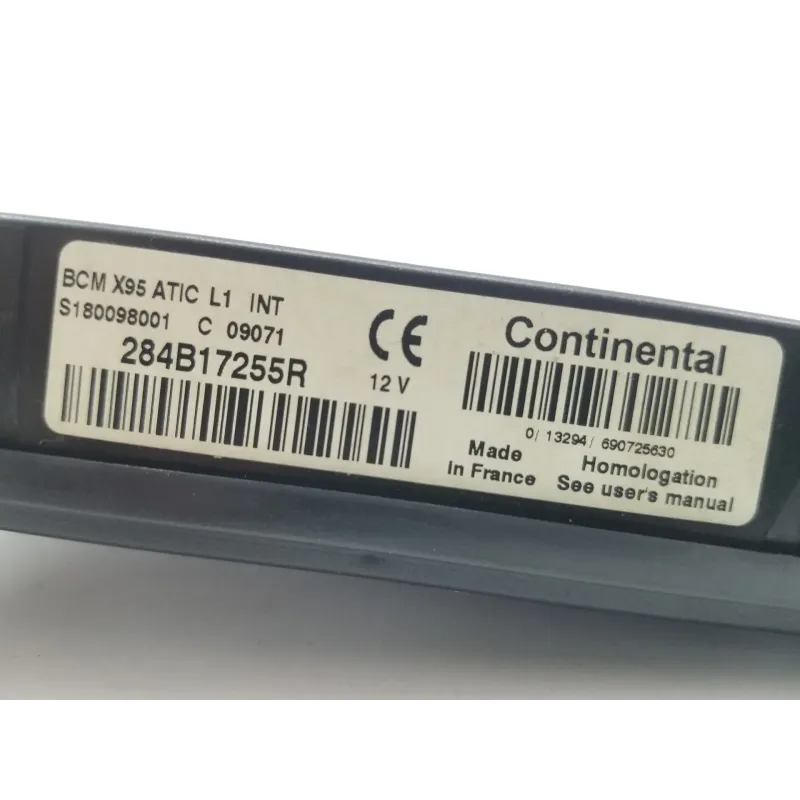 BCM X95 ATIC L1 INT
S180098001 C 09071
284B17255R
CE
12 V
Continental
0/ 13294/ 690725630
Made
in France
Homologation
See user's manual